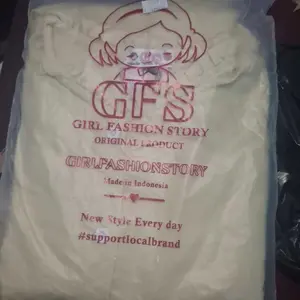 GFS
GIRL FASHION STORY
ORIGINAL PRODUCT
GIRLFASHIONSTORY
Made in Indonesia
New Style Every day
#supportlocalbrand